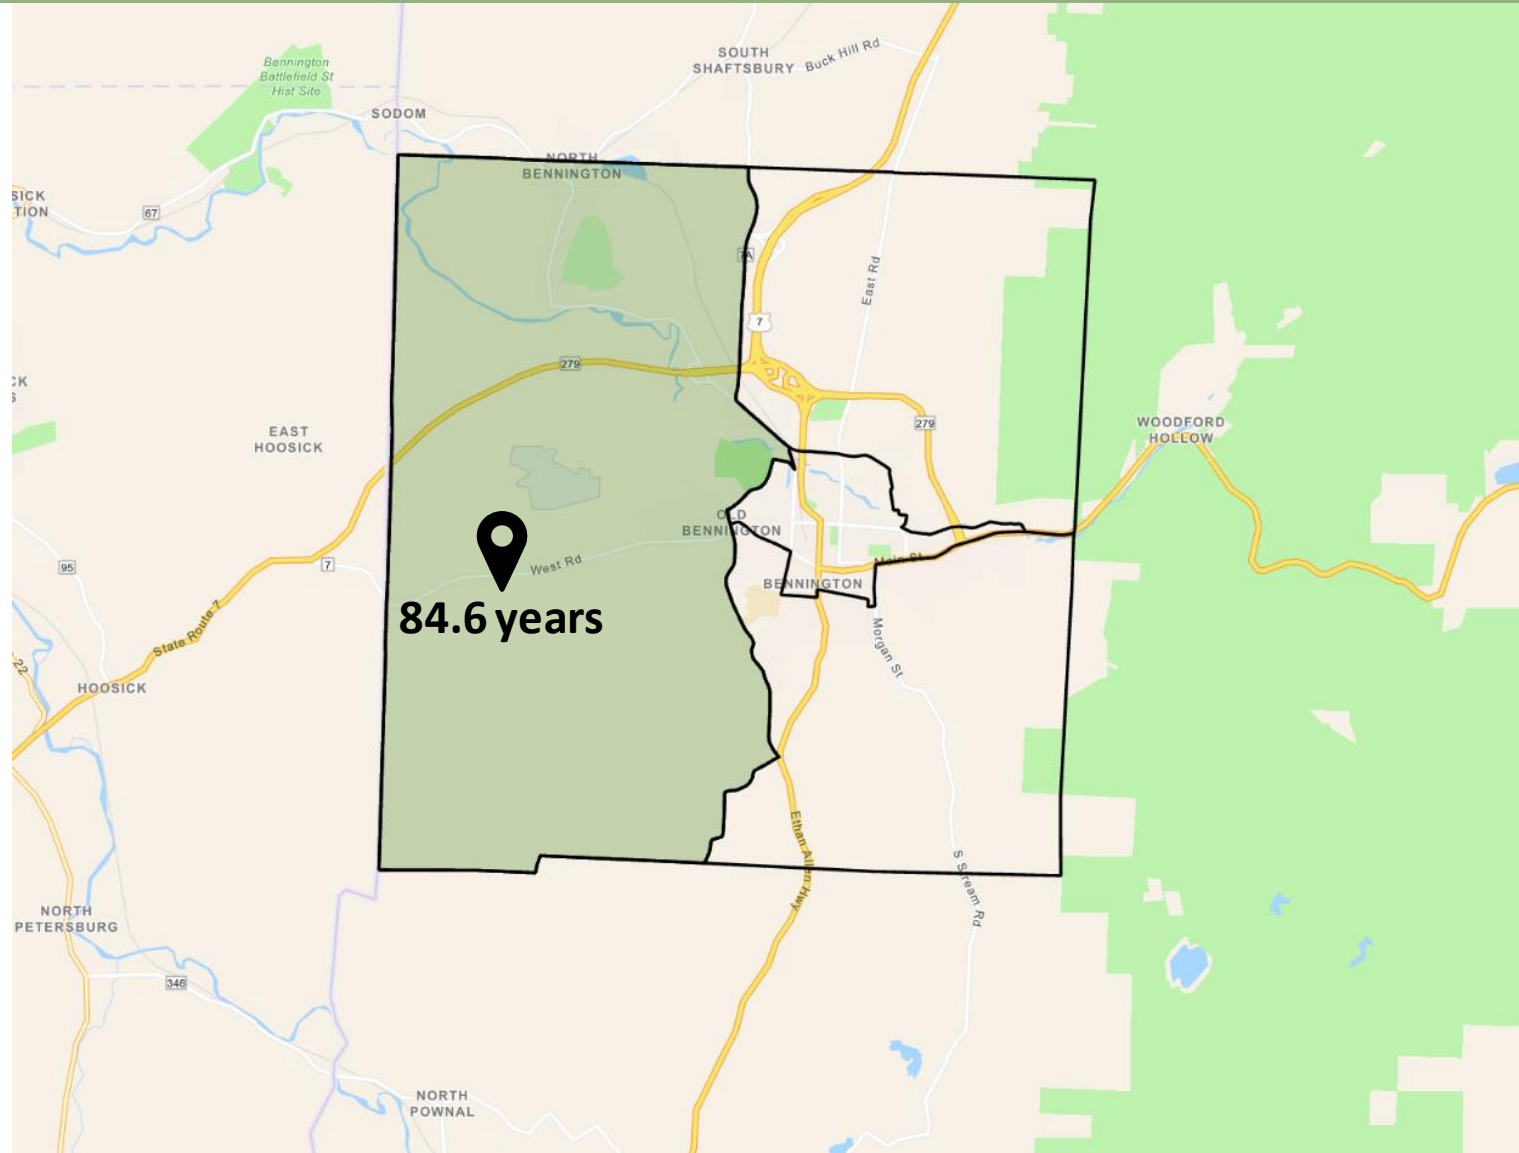 SOUTH
SHAFTSBURY
Buck Hill Rd
Bennington
Battlefield St
Hist Site
SODOM
NORTH
BENNINGTON
SICK
TION
67
7A
East Rd
7
279
CK
S
EAST
HOOSICK
279
WOODFORD
HOLLOW
OLD
BENNINGTON
95
7
West Rd
Main St
BENNINGTON
84.6 years
State Route 7
22
HOOSICK
Morgan St
Ethan Allen Hwy
S Stream Rd
NORTH
PETERSBURG
346
NORTH
POWNAL